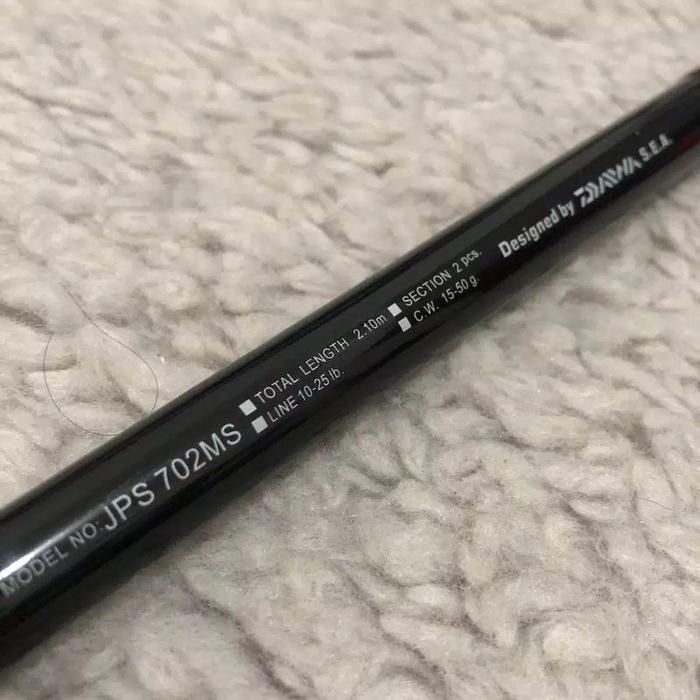 MODEL NO: JPS 702MS
■ TOTAL LENGTH 2.10m ■ SECTION 2 pcs.
■ LINE 10-25 lb. ■ C.W. 15-50 g.
Designed by DAIWA S.E.A.